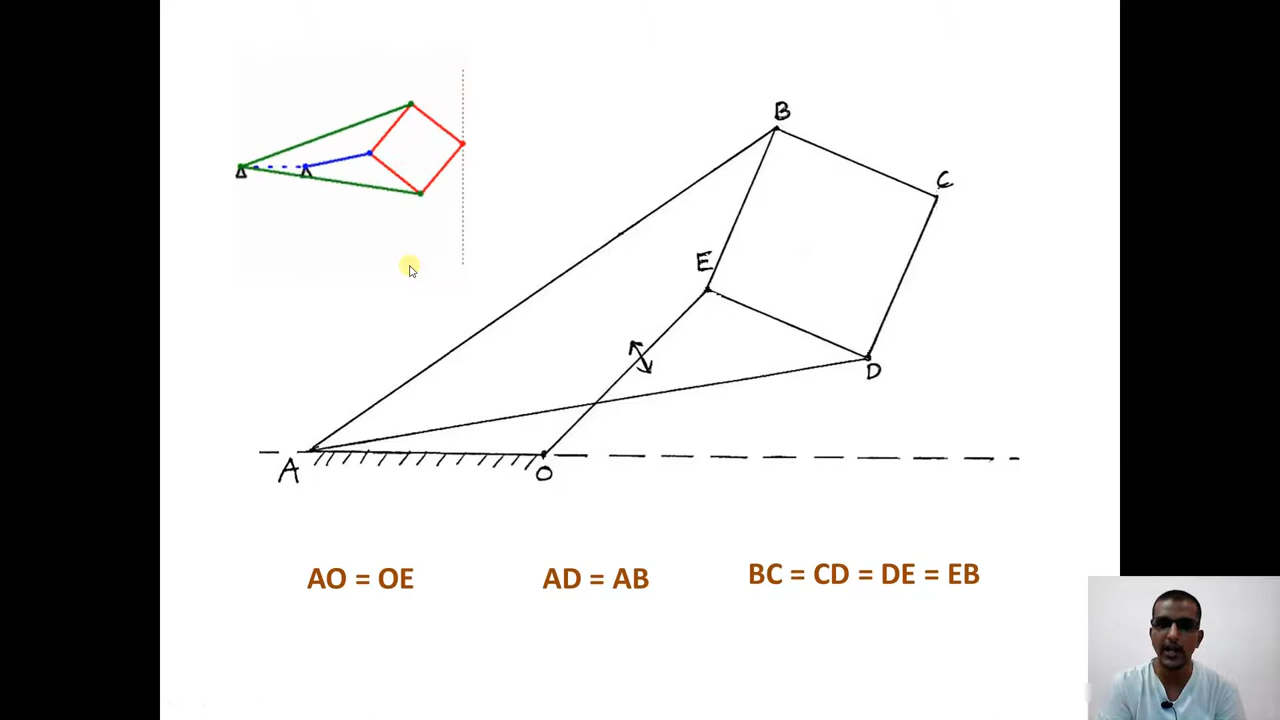 B
C
E
D
A
O
AO = OE
AD = AB
BC = CD = DE = EB